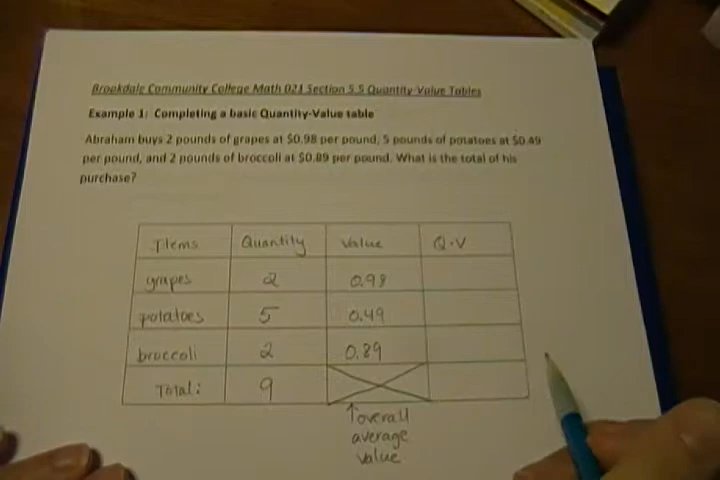 Brookdale Community College Math 021 Section 5.5 Quantity-Value Tables
Example 1: Completing a basic Quantity-Value table
Abraham buys 2 pounds of grapes at $0.98 per pound, 5 pounds of potatoes at $0.49
per pound, and 2 pounds of broccoli at $0.89 per pound. What is the total of his
purchase?
Items Quantity Value Q·V
grapes 2 0.98
potatoes 5 0.49
broccoli 2 0.89
Total: 9
↑overall
average
value